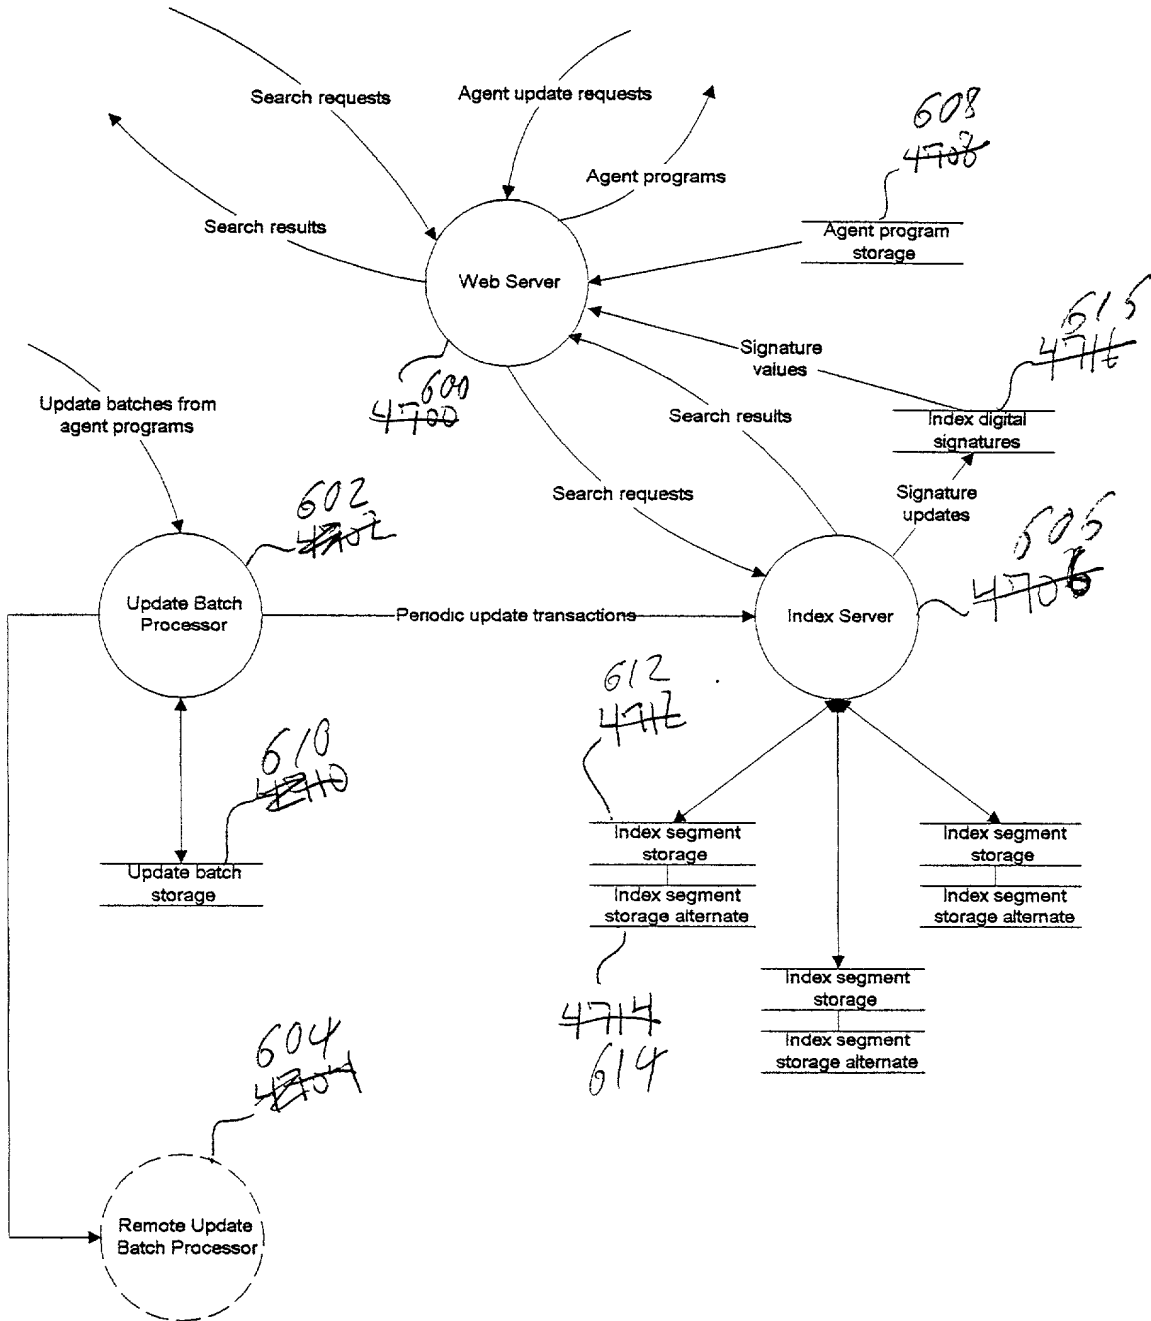 Search requests
Agent update requests
608
4708
Agent programs
Search results
Agent program
storage
Web Server
616
4716
Signature
values
600
4700
Update batches from
agent programs
Search results
Index digital
signatures
602
4702
Search requests
Signature
updates
606
4706
Update Batch
Processor
Periodic update transactions
Index Server
612
4712
610
4710
Index segment
storage
Index segment
storage
Update batch
storage
Index segment
storage alternate
Index segment
storage alternate
Index segment
storage
4714
614
Index segment
storage alternate
604
4704
Remote Update
Batch Processor